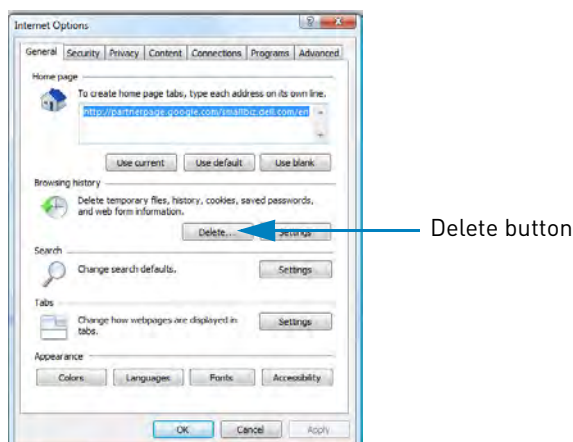 Internet Options
General Security Privacy Content Connections Programs Advanced
Home page
To create home page tabs, type each address on its own line.
http://partnerpage.google.com/smallbiz.dell.com/en
Use current Use default Use blank
Browsing history
Delete temporary files, history, cookies, saved passwords,
and web form information.
Delete... Settings
Delete button
Search
Change search defaults. Settings
Tabs
Change how webpages are displayed in Settings
tabs.
Appearance
Colors Languages Fonts Accessibility
OK Cancel Apply